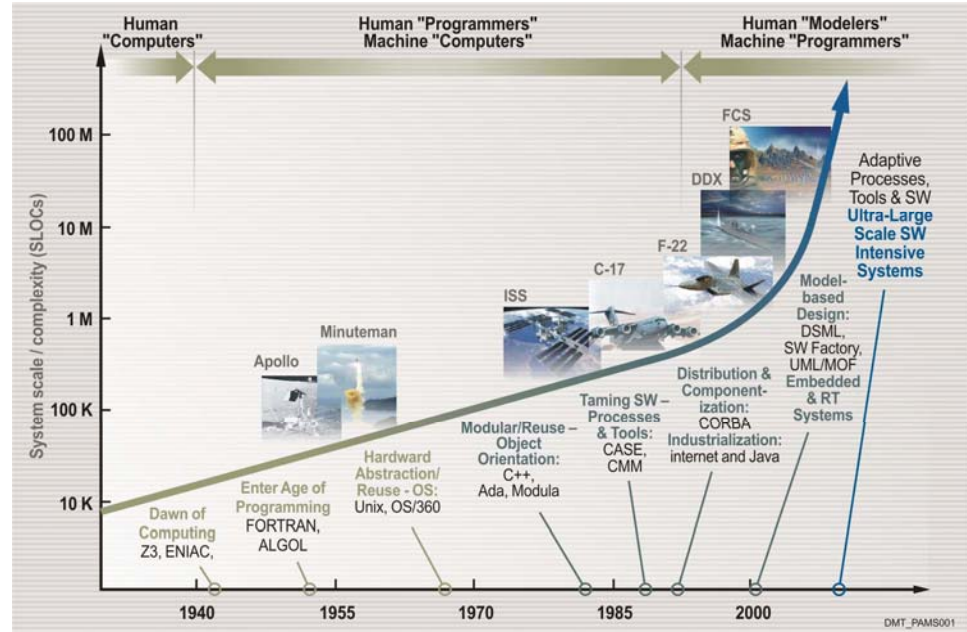 Human
"Computers"
Human "Programmers"
Machine "Computers"
Human "Modelers"
Machine "Programmers"
System scale / complexity (SLOCs)
100 M
10 M
1 M
100 K
10 K
Apollo
Minuteman
ISS
C-17
F-22
DDX
FCS
Dawn of
Computing
Z3, ENIAC,
Enter Age of
Programming
FORTRAN,
ALGOL
Hardward
Abstraction/
Reuse - OS:
Unix, OS/360
Modular/Reuse –
Object
Orientation:
C++,
Ada, Modula
Taming SW –
Processes
& Tools:
CASE,
CMM
Distribution &
Component-
ization:
CORBA
Industrialization:
internet and Java
Model-
based
Design:
DSML,
SW Factory,
UML/MOF
Embedded
& RT
Systems
Adaptive
Processes,
Tools & SW
Ultra-Large
Scale SW
Intensive
Systems
1940
1955
1970
1985
2000
DMT_PAMS001